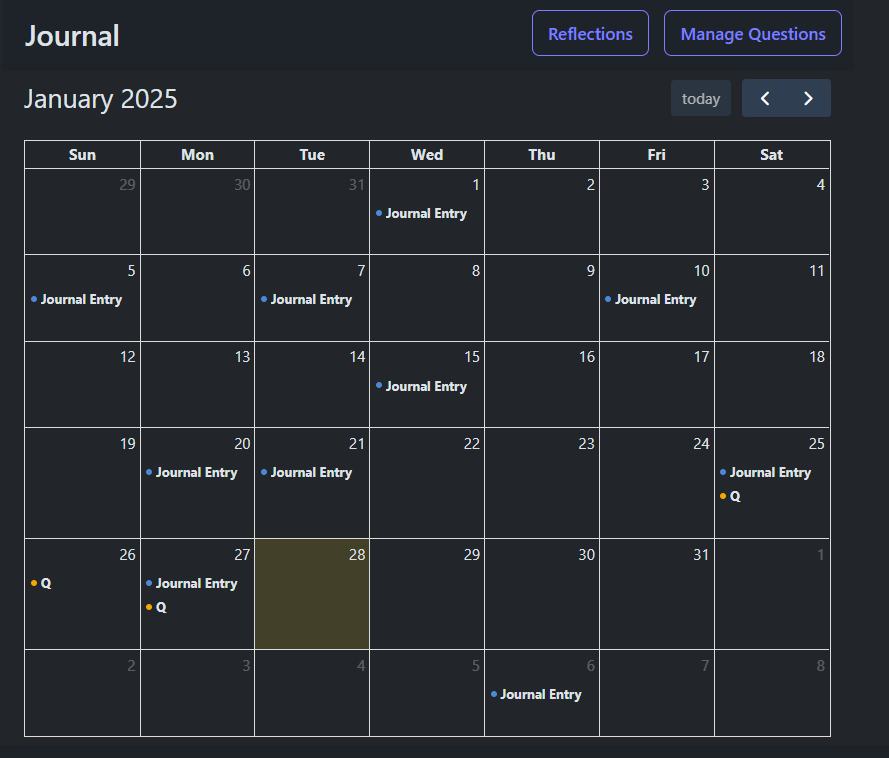 Journal
Reflections
Manage Questions
January 2025
today
Sun Mon Tue Wed Thu Fri Sat
29 30 31 1 2 3 4
Journal Entry
5 6 7 8 9 10 11
Journal Entry Journal Entry Journal Entry
12 13 14 15 16 17 18
Journal Entry
19 20 21 22 23 24 25
Journal Entry Journal Entry Journal Entry
Q
26 27 28 29 30 31 1
Q Journal Entry
Q
2 3 4 5 6 7 8
Journal Entry